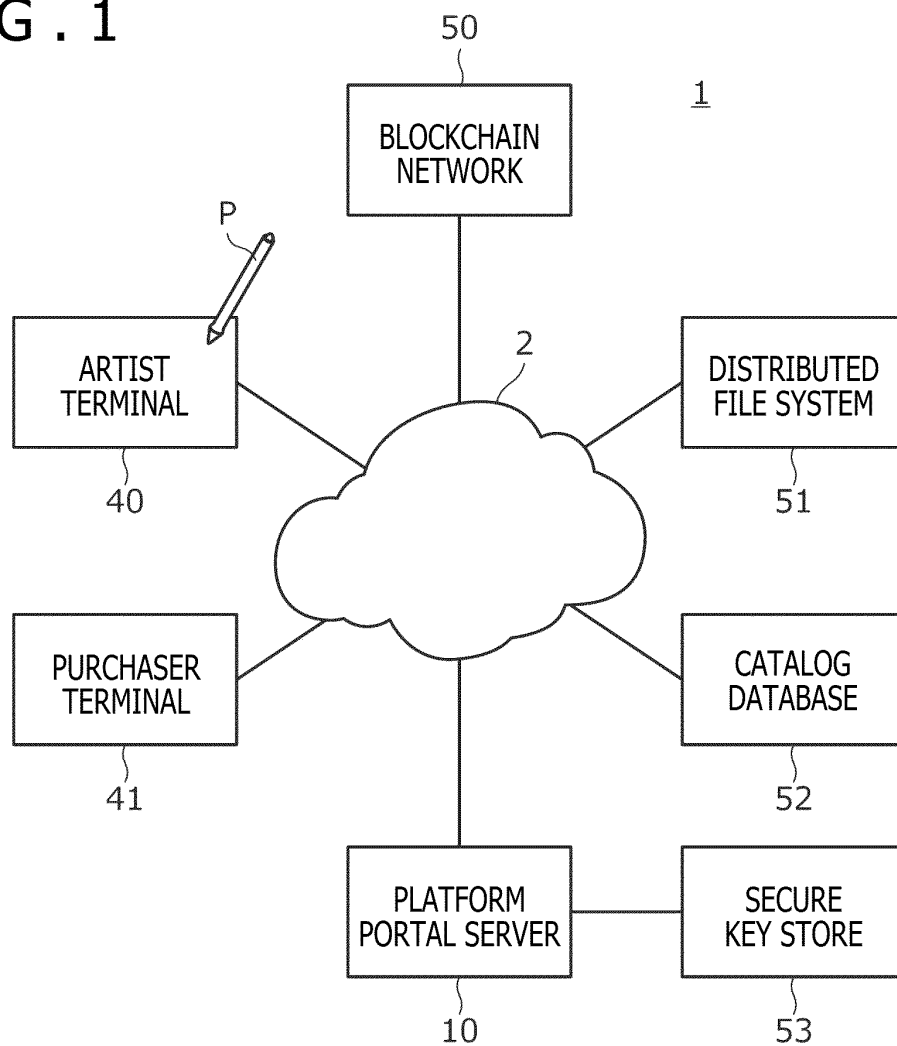 G . 1
50
1
BLOCKCHAIN
NETWORK
P
ARTIST
TERMINAL
2
DISTRIBUTED
FILE SYSTEM
40
51
PURCHASER
TERMINAL
CATALOG
DATABASE
41
52
PLATFORM
PORTAL SERVER
SECURE
KEY STORE
10
53